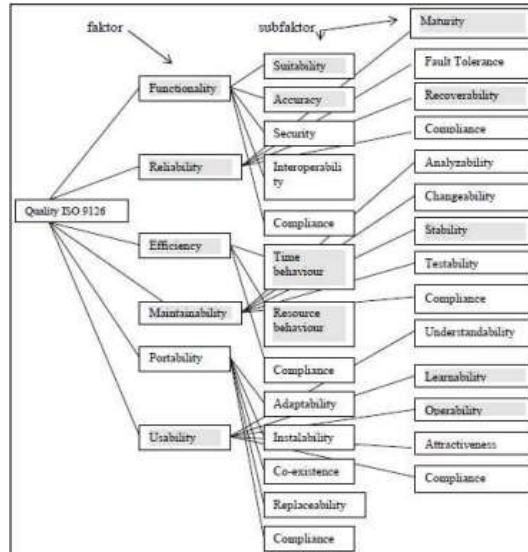 faktor
subfaktor
Quality ISO 9126
Functionality
Reliability
Efficiency
Maintainability
Portability
Usability
Suitability
Accuracy
Security
Interoperabili
ty
Compliance
Time
behaviour
Resource
behaviour
Compliance
Adaptability
Instalability
Co-existence
Replaceability
Compliance
Maturity
Fault Tolerance
Recoverability
Compliance
Analyzability
Changeability
Stability
Testability
Compliance
Understandability
Learnability
Operability
Attractiveness
Compliance